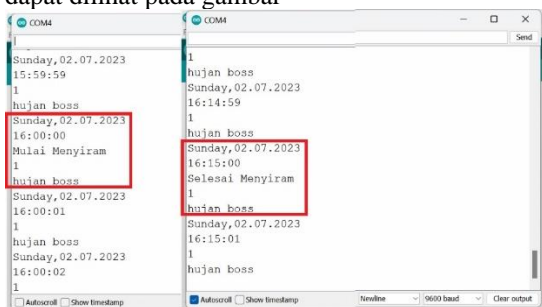 dapat dilihat pada gambar
COM4
Sunday,02.07.2023
15:59:59
1
hujan boss
Sunday,02.07.2023
16:00:00
Mulai Menyiram
1
hujan boss
Sunday,02.07.2023
16:00:01
1
hujan boss
Sunday,02.07.2023
16:00:02
1
Autoscroll Show timestamp
COM4
Send
1
hujan boss
Sunday,02.07.2023
16:14:59
1
hujan boss
Sunday,02.07.2023
16:15:00
Selesai Menyiram
1
hujan boss
Sunday,02.07.2023
16:15:01
1
hujan boss
Autoscroll Show timestamp Newline 9600 baud Clear output